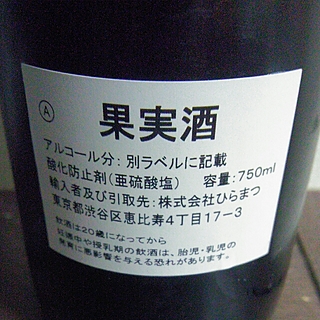 Ⓐ
果実酒
アルコール分：別ラベルに記載
酸化防止剤（亜硫酸塩） 容量：750ml
輸入者及び引取先：株式会社ひらまつ
東京都渋谷区恵比寿4丁目17−3
飲酒は20歳になってから
妊娠中や授乳期の飲酒は、胎児・乳児の
発育に悪影響を与える恐れがあります。